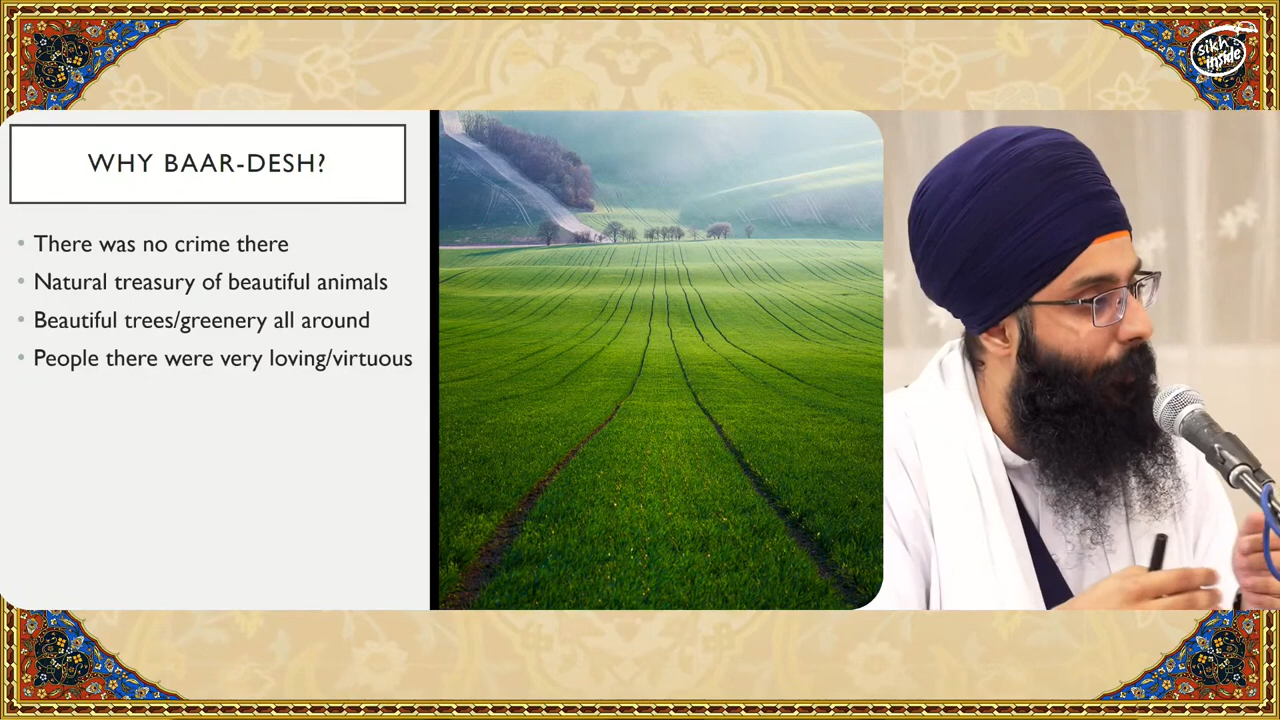 sikh
inside
WHY BAAR-DESH?
There was no crime there
Natural treasury of beautiful animals
Beautiful trees/greenery all around
People there were very loving/virtuous